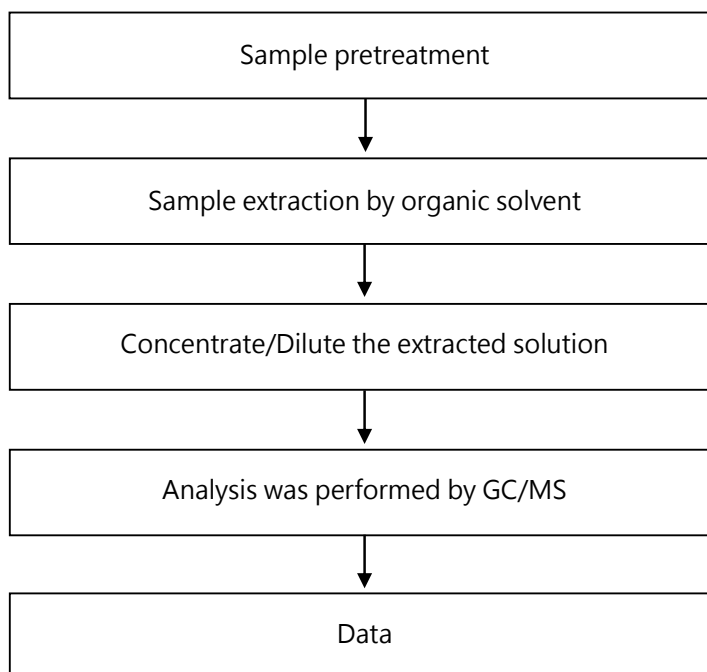 Sample pretreatment
Sample extraction by organic solvent
Concentrate/Dilute the extracted solution
Analysis was performed by GC/MS
Data